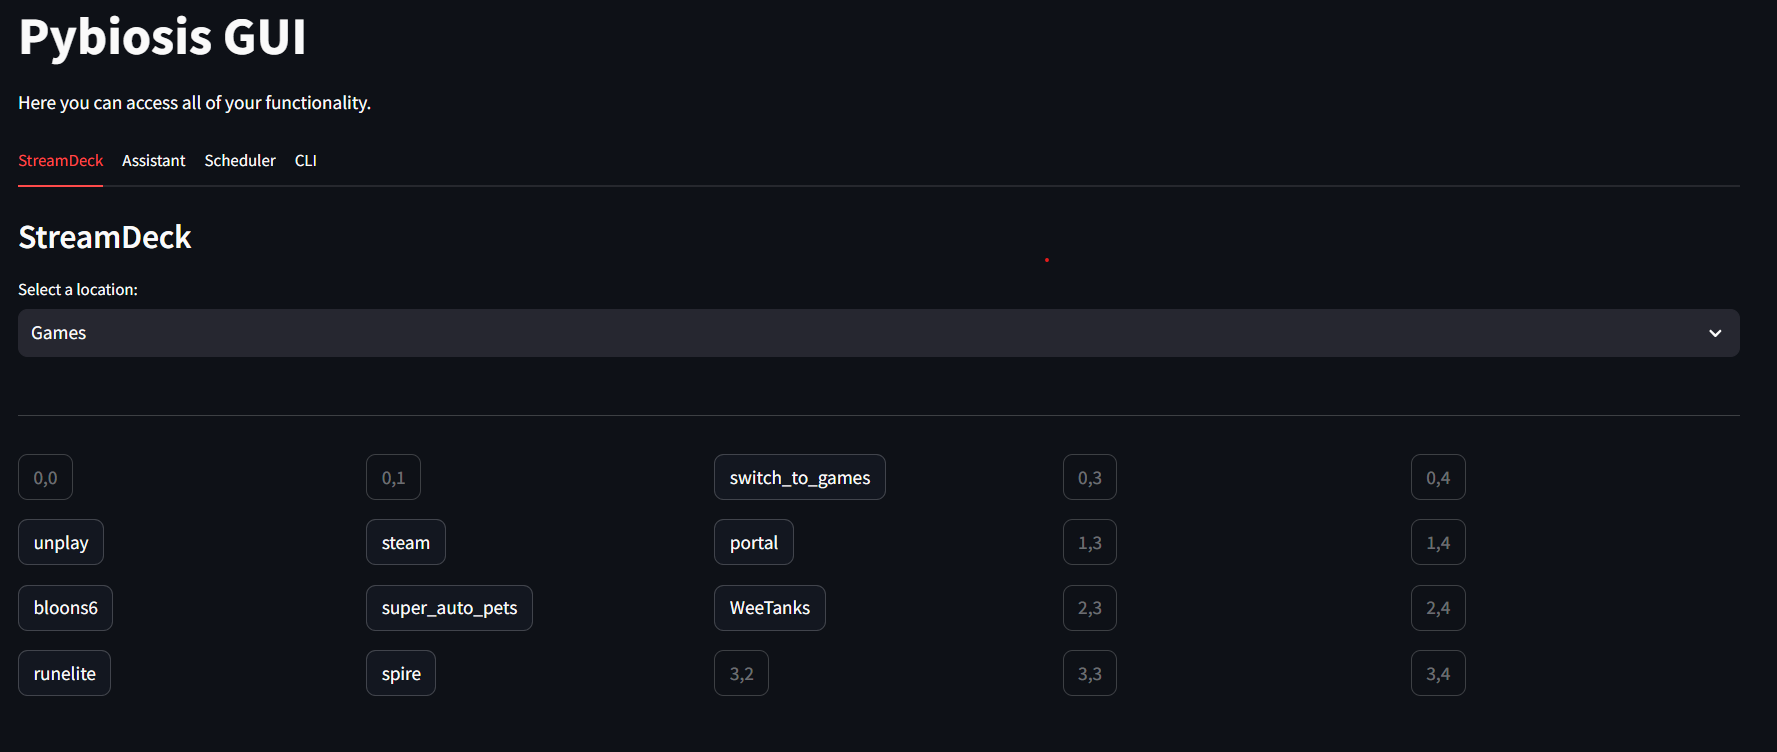 Pybiosis GUI
Here you can access all of your functionality.
StreamDeck Assistant Scheduler CLI
StreamDeck
Select a location:
Games
0,0 0,1 switch_to_games 0,3 0,4
unplay steam portal 1,3 1,4
bloons6 super_auto_pets WeeTanks 2,3 2,4
runelite spire 3,2 3,3 3,4